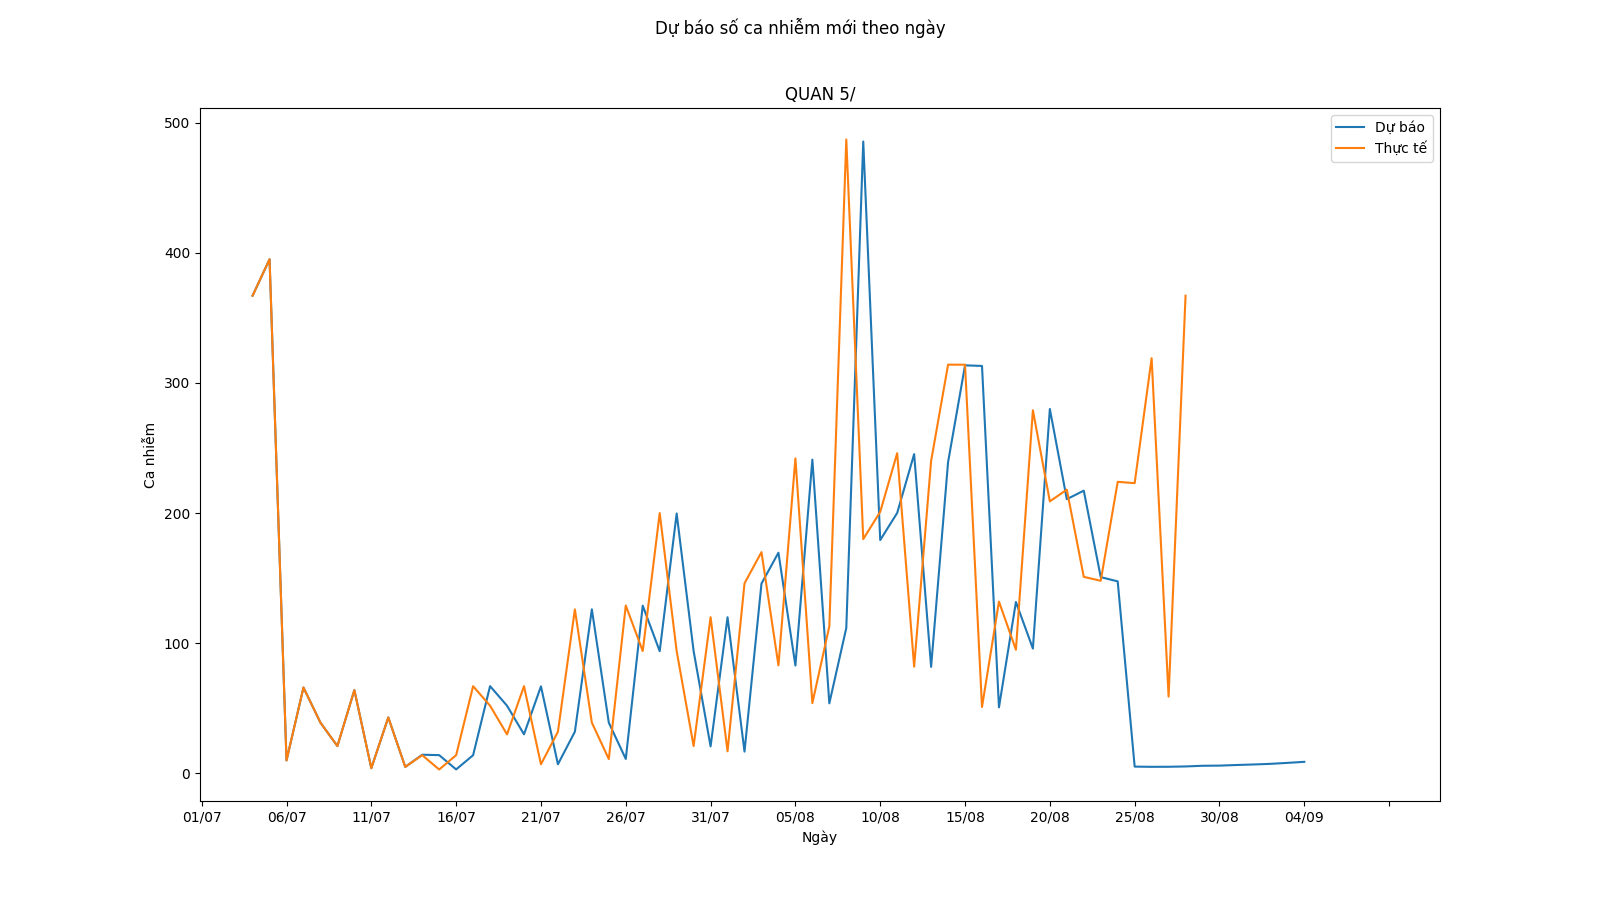 Dự báo số ca nhiễm mới theo ngày
QUAN 5/
Dự báo
Thực tế
500
400
300
200
100
0
Ca nhiễm
01/07 06/07 11/07 16/07 21/07 26/07 31/07 05/08 10/08 15/08 20/08 25/08 30/08 04/09
Ngày